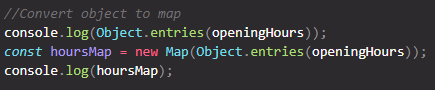 //Convert object to map
console.log(Object.entries(openingHours));
const hoursMap = new Map(Object.entries(openingHours));
console.log(hoursMap);